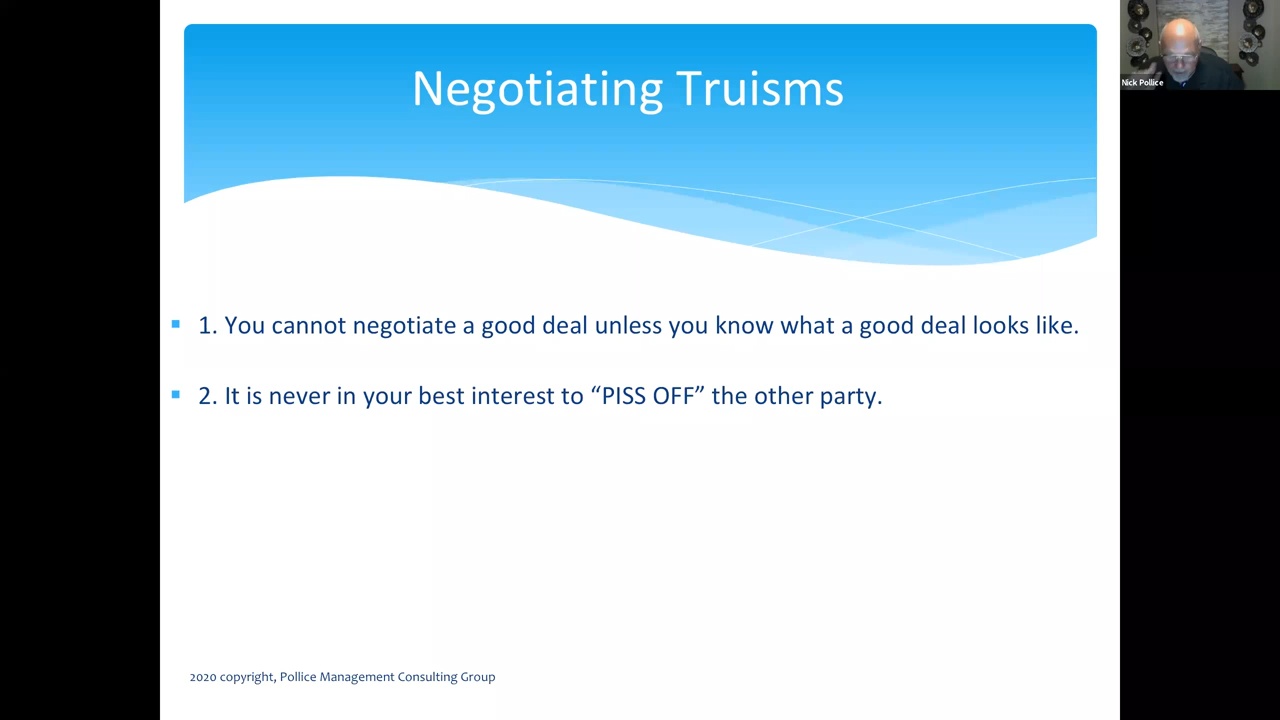 Negotiating Truisms
Nick Pollice
1. You cannot negotiate a good deal unless you know what a good deal looks like.
2. It is never in your best interest to “PISS OFF” the other party.
2020 copyright, Pollice Management Consulting Group